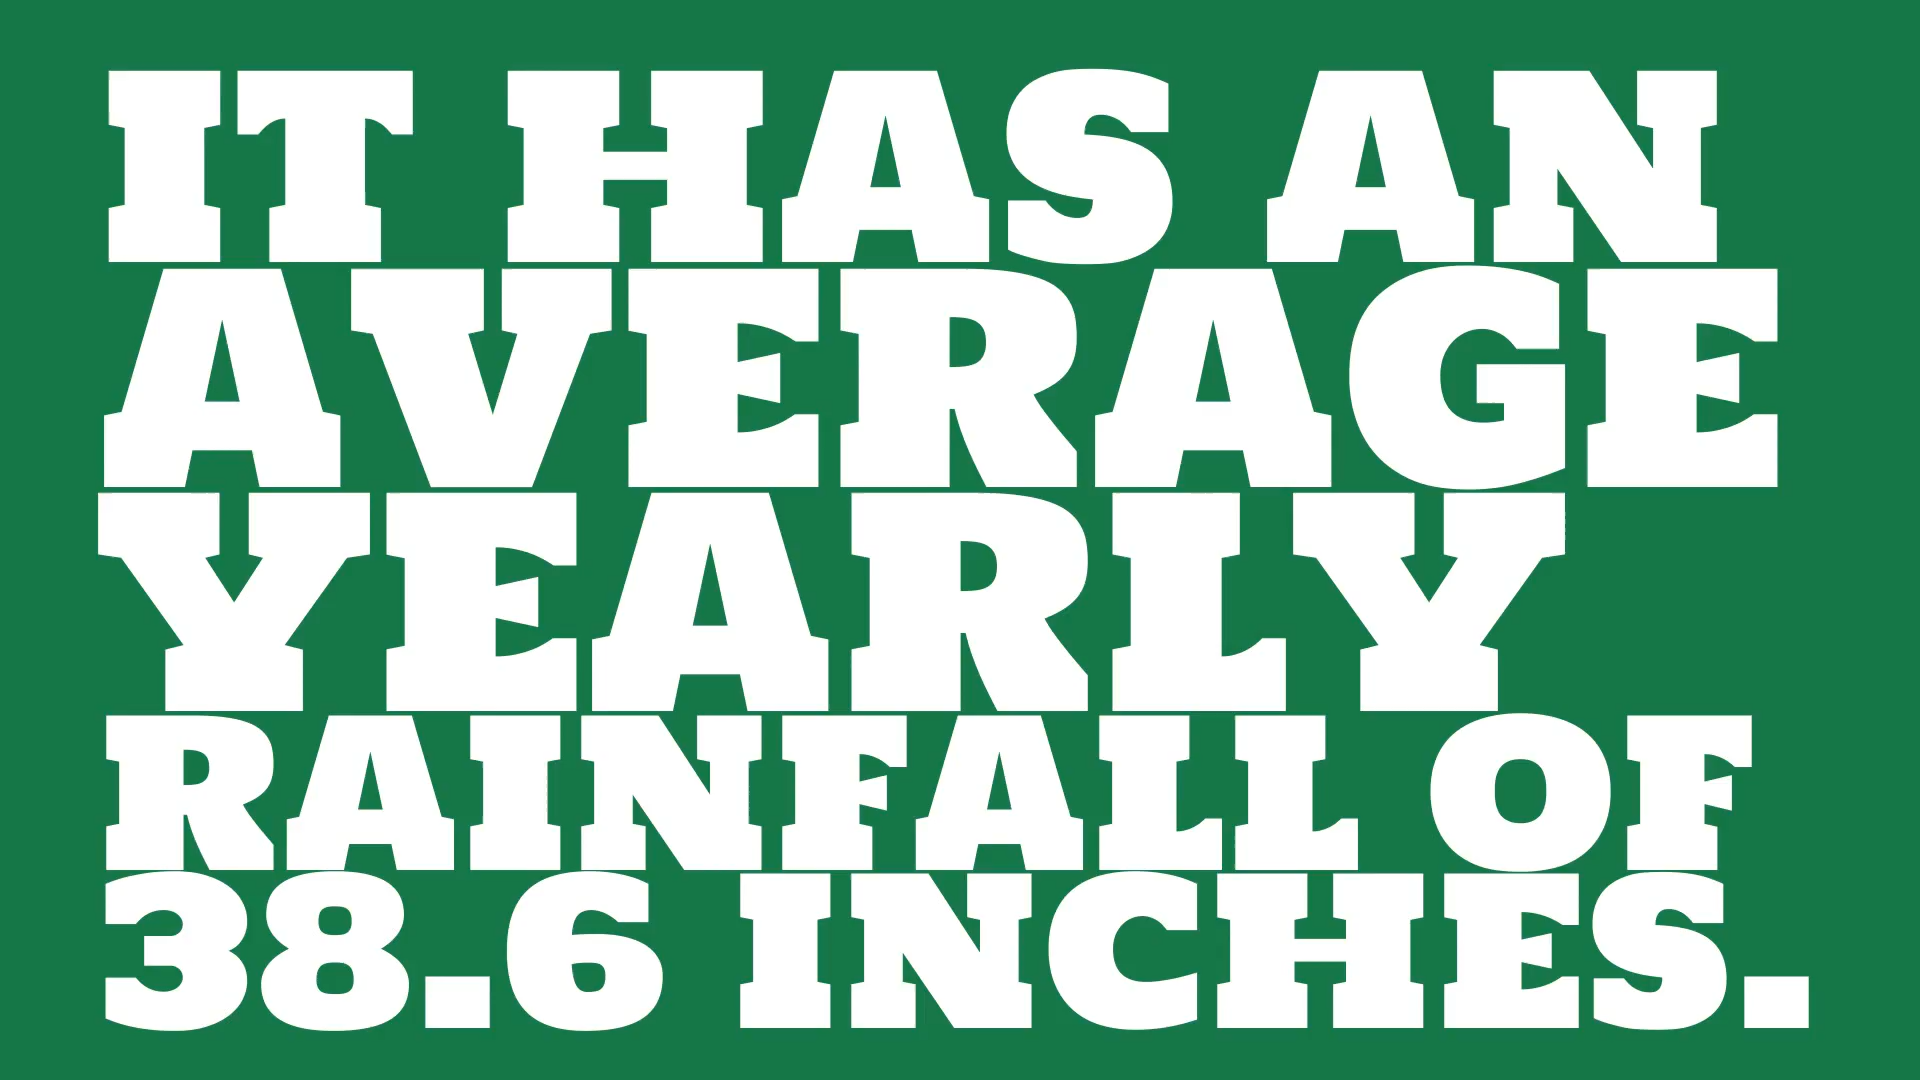 IT HAS AN
AVERAGE
YEARLY
RAINFALL OF
38.6 INCHES.